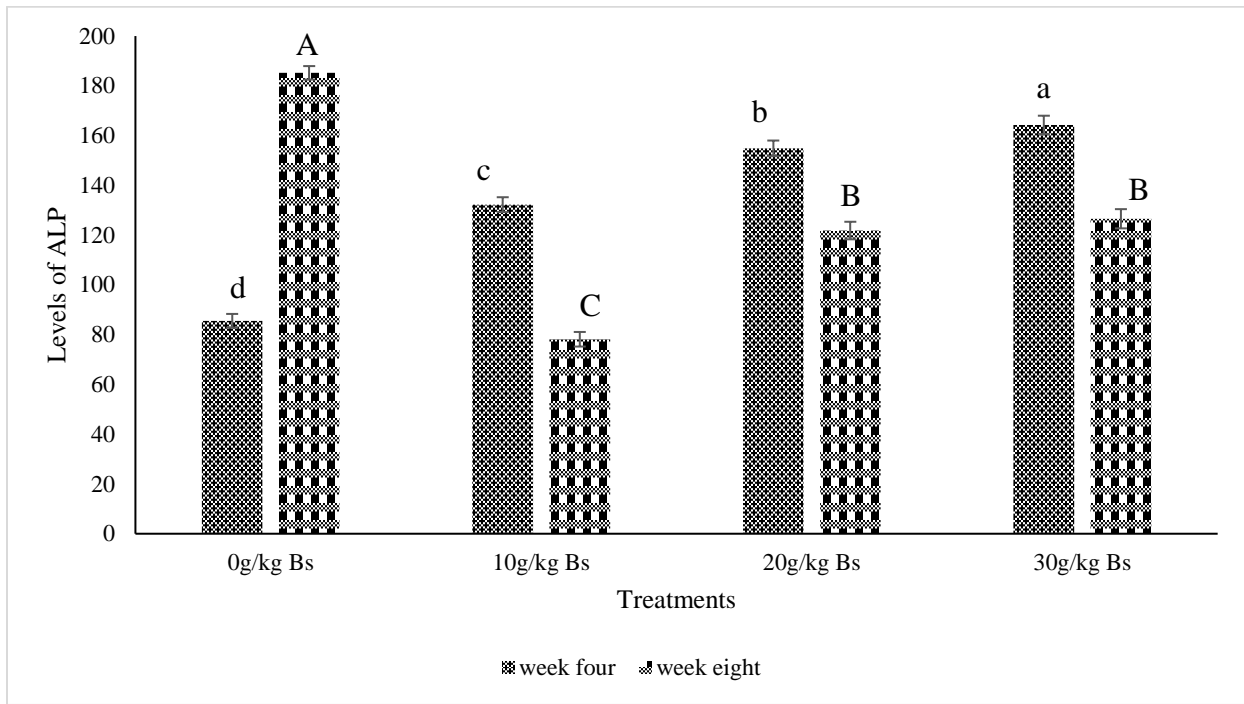 Levels of ALP
200
180
160
140
120
100
80
60
40
20
0
d
A
c
C
b
B
a
B
0g/kg Bs
10g/kg Bs
20g/kg Bs
30g/kg Bs
Treatments
week four
week eight